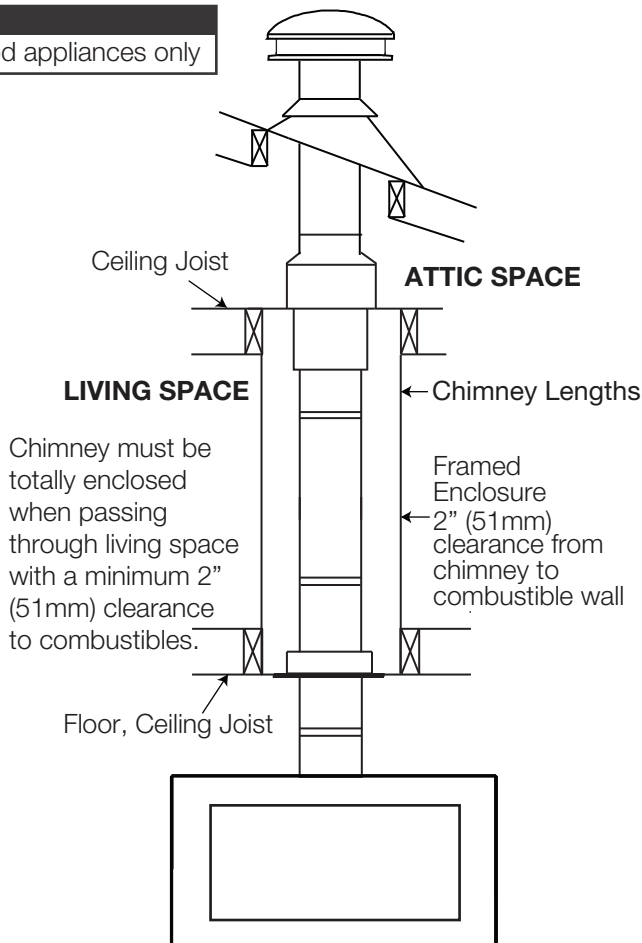 d appliances only
Ceiling Joist
ATTIC SPACE
LIVING SPACE
Chimney Lengths
Chimney must be
totally enclosed
when passing
through living space
with a minimum 2”
(51mm) clearance
to combustibles.
Framed
Enclosure
2” (51mm)
clearance from
chimney to
combustible wall
Floor, Ceiling Joist